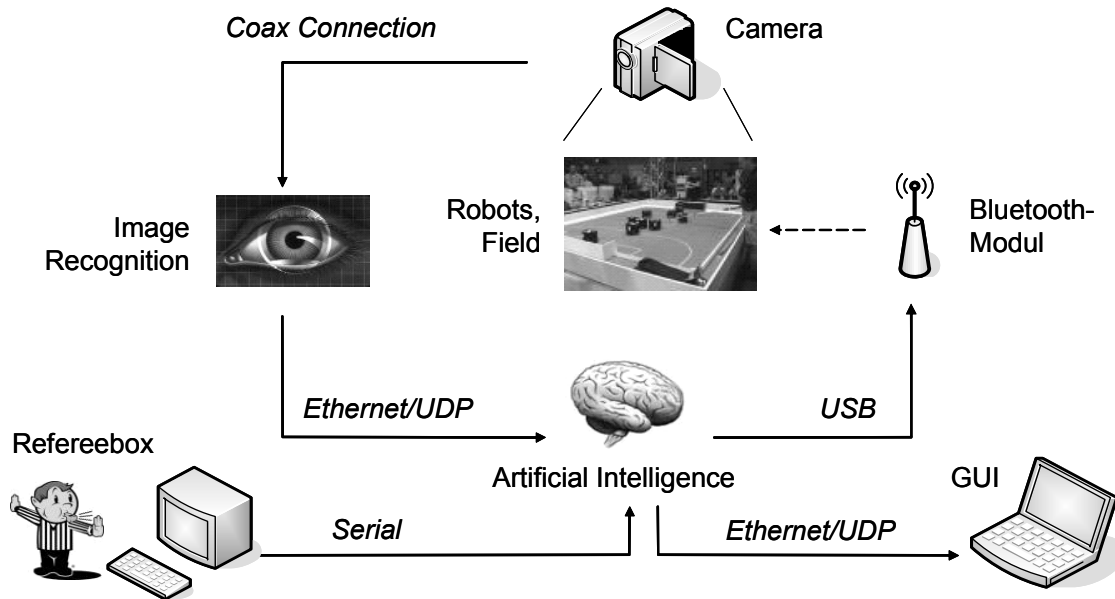 Coax Connection
Camera
Image
Recognition
Robots,
Field
Bluetooth-
Modul
Ethernet/UDP
USB
Refereebox
Artificial Intelligence
GUI
Serial
Ethernet/UDP